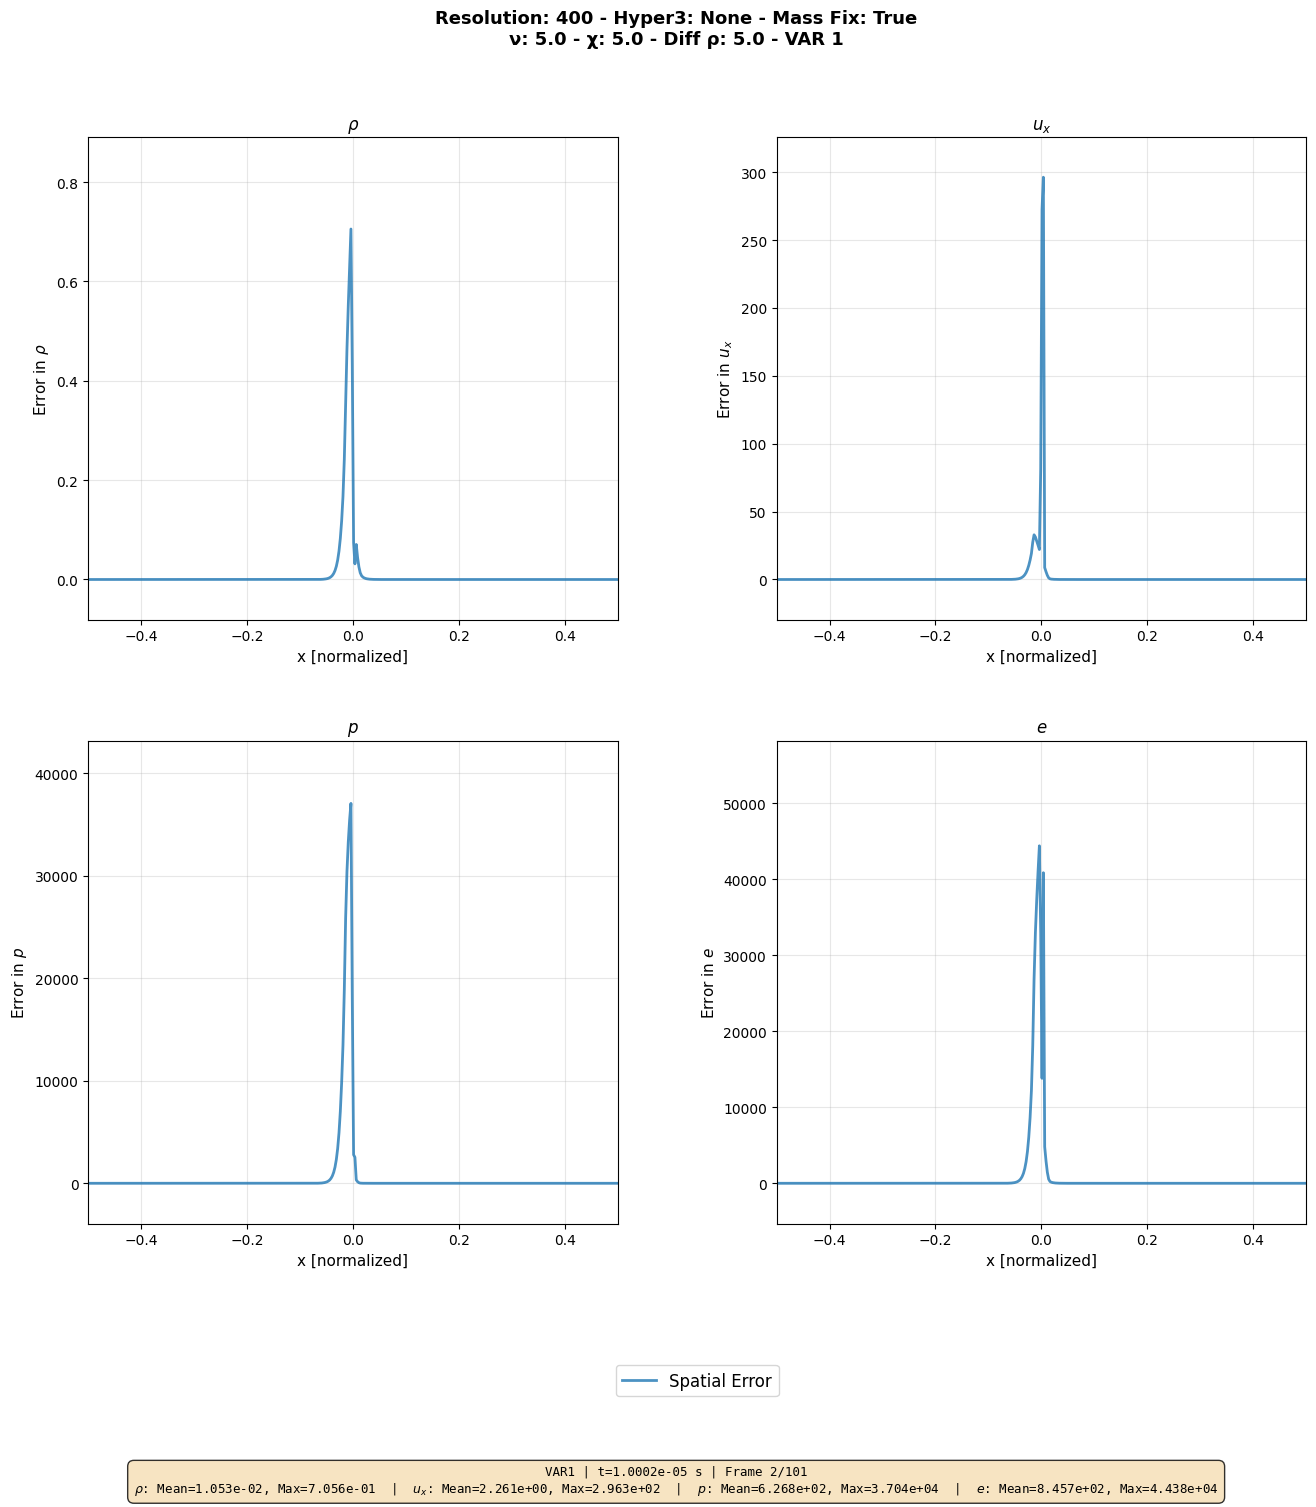 Resolution: 400 - Hyper3: None - Mass Fix: True
ν: 5.0 - χ: 5.0 - Diff ρ: 5.0 - VAR 1
ρ
0.8
0.6
0.4
0.2
0.0
Error in ρ
−0.4 −0.2 0.0 0.2 0.4
x [normalized]
uₓ
300
250
200
150
100
50
0
Error in uₓ
−0.4 −0.2 0.0 0.2 0.4
x [normalized]
p
40000
30000
20000
10000
0
Error in p
−0.4 −0.2 0.0 0.2 0.4
x [normalized]
e
50000
40000
30000
20000
10000
0
Error in e
−0.4 −0.2 0.0 0.2 0.4
x [normalized]
Spatial Error
VAR1 | t=1.0002e-05 s | Frame 2/101
ρ: Mean=1.053e-02, Max=7.056e-01 | uₓ: Mean=2.261e+00, Max=2.963e+02 | p: Mean=6.268e+02, Max=3.704e+04 | e: Mean=8.457e+02, Max=4.438e+04